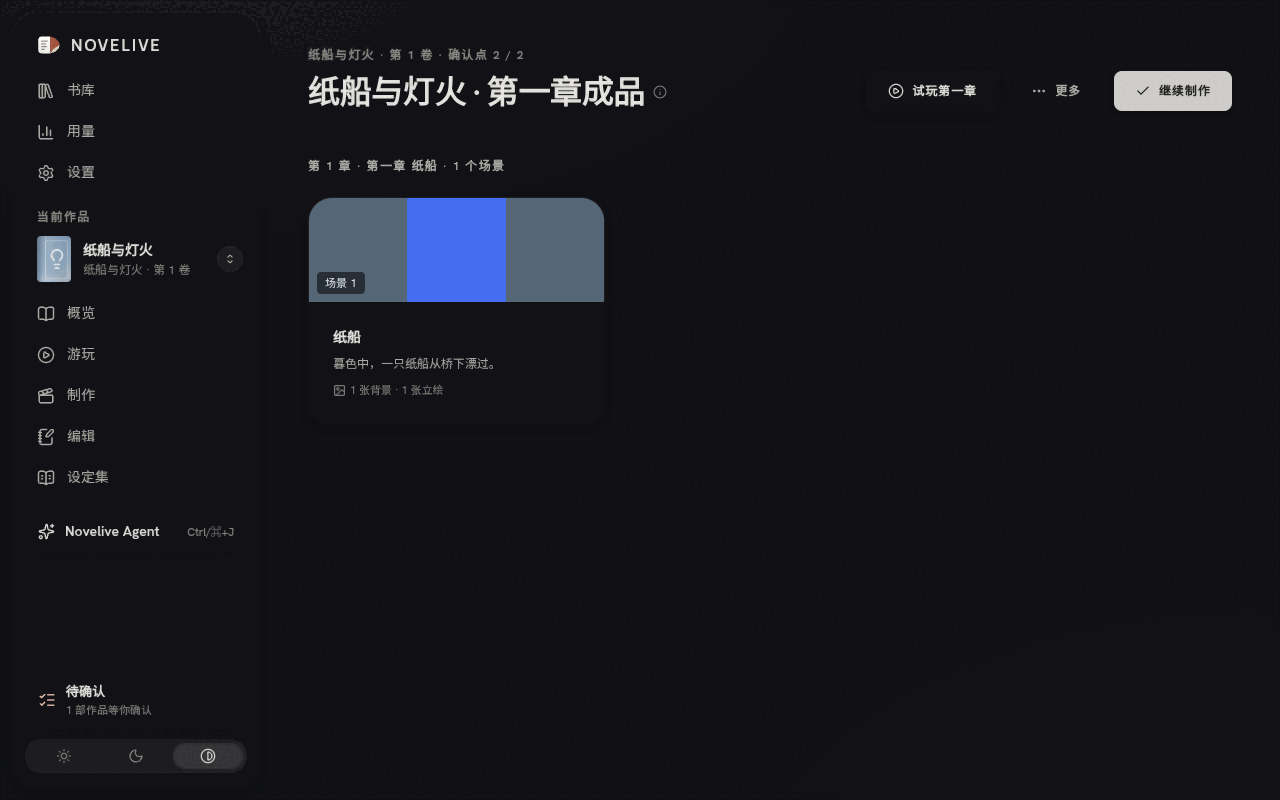 NOVELIVE
书库
用量
设置
当前作品
纸船与灯火
纸船与灯火 · 第 1 卷
概览
游玩
制作
编辑
设定集
Novelive Agent Ctrl/⌘+J
待确认
1 部作品等你确认
纸船与灯火 · 第 1 卷 · 确认点 2 / 2
纸船与灯火 · 第一章成品
试玩第一章
更多
继续制作
第 1 章 · 第一章 纸船 · 1 个场景
场景 1
纸船
暮色中，一只纸船从桥下漂过。
1 张背景 · 1 张立绘